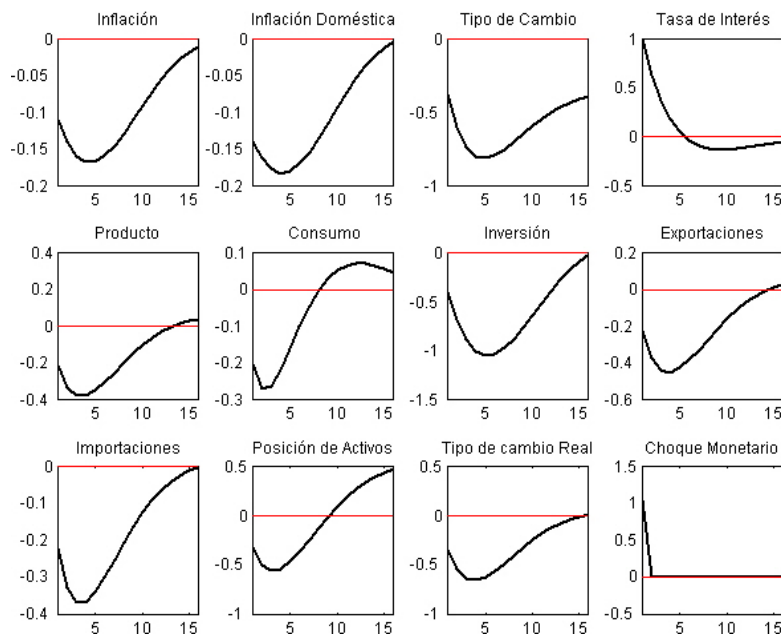 Inflación
Inflación Doméstica
Tipo de Cambio
Tasa de Interés
0
-0.05
-0.1
-0.15
-0.2
5 10 15
0
-0.05
-0.1
-0.15
-0.2
5 10 15
0
-0.5
-1
5 10 15
1
0.5
0
-0.5
5 10 15
Producto
Consumo
Inversión
Exportaciones
0.4
0.2
0
-0.2
-0.4
5 10 15
0.1
0
-0.1
-0.2
-0.3
5 10 15
0
-0.5
-1
-1.5
5 10 15
0.2
0
-0.2
-0.4
-0.6
5 10 15
Importaciones
Posición de Activos
Tipo de cambio Real
Choque Monetario
0
-0.1
-0.2
-0.3
-0.4
5 10 15
0.5
0
-0.5
-1
5 10 15
0.5
0
-0.5
-1
5 10 15
1.5
1
0.5
0
-0.5
5 10 15